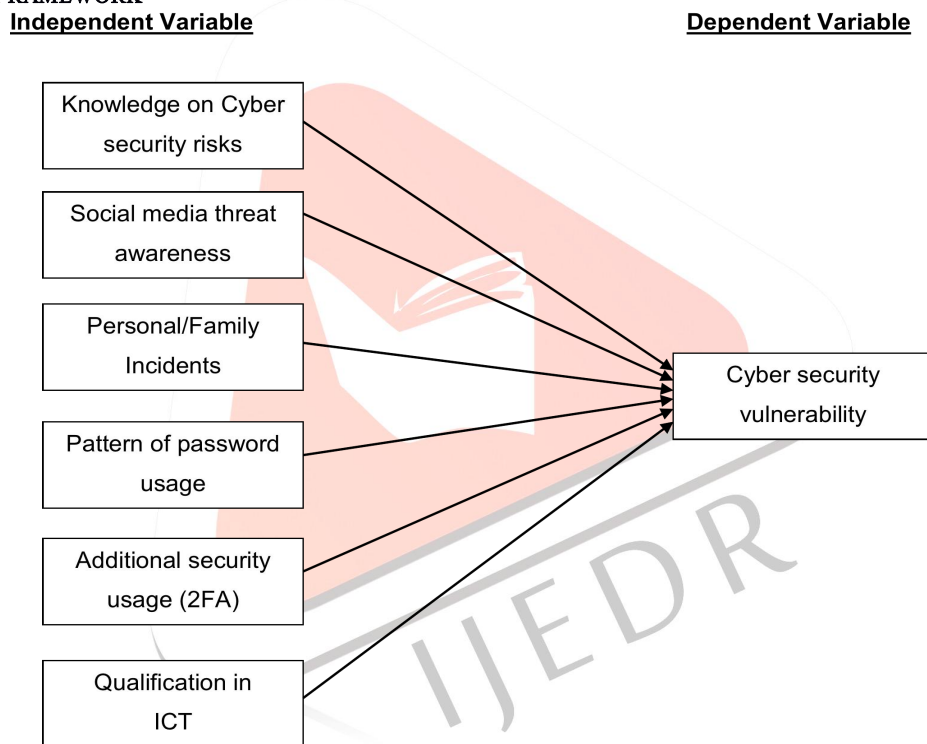 RAMEWORK
Independent Variable
Dependent Variable
Knowledge on Cyber
security risks
Social media threat
awareness
Personal/Family
Incidents
Pattern of password
usage
Additional security
usage (2FA)
Qualification in
ICT
Cyber security
vulnerability
IJEDR